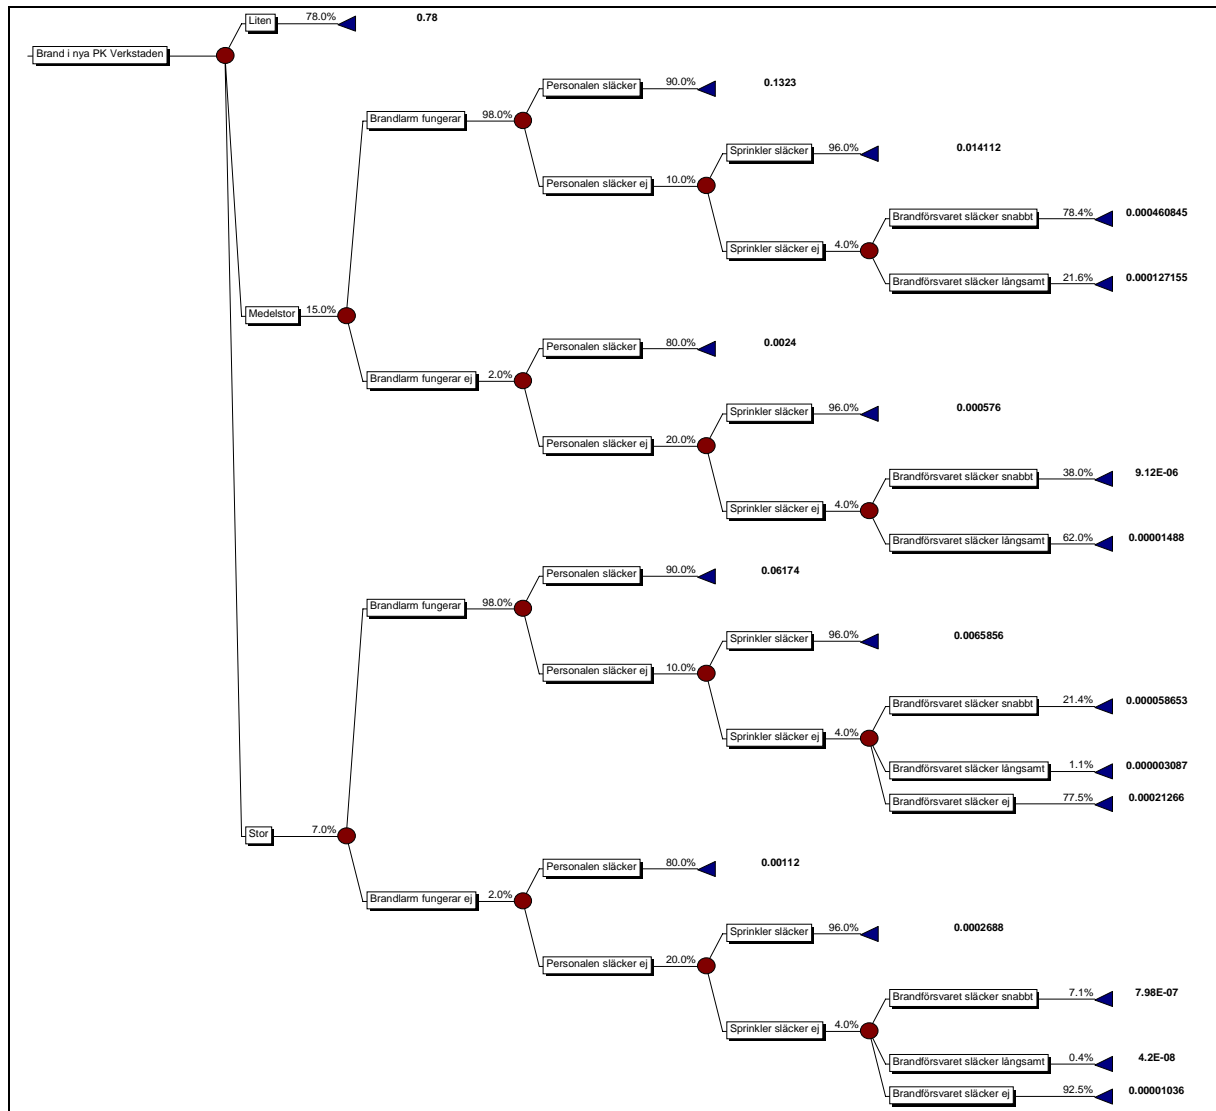 Liten 78.0% 0.78
Brand i nya PK Verkstaden
Personalen släcker 90.0% 0.1323
Brandlarm fungerar 98.0%
Sprinkler släcker 96.0% 0.014112
Personalen släcker ej 10.0%
Brandförsvaret släcker snabbt 78.4% 0.000460845
Sprinkler släcker ej 4.0%
Brandförsvaret släcker långsamt 21.6% 0.000127155
Medelstor 15.0%
Personalen släcker 80.0% 0.0024
Brandlarm fungerar ej 2.0%
Sprinkler släcker 96.0% 0.000576
Personalen släcker ej 20.0%
Brandförsvaret släcker snabbt 38.0% 9.12E-06
Sprinkler släcker ej 4.0%
Brandförsvaret släcker långsamt 62.0% 0.00001488
Personalen släcker 90.0% 0.06174
Brandlarm fungerar 98.0%
Sprinkler släcker 96.0% 0.0065856
Personalen släcker ej 10.0%
Brandförsvaret släcker snabbt 21.4% 0.000058653
Sprinkler släcker ej 4.0%
Brandförsvaret släcker långsamt 1.1% 0.000003087
Brandförsvaret släcker ej 77.5% 0.00021266
Stor 7.0%
Personalen släcker 80.0% 0.00112
Brandlarm fungerar ej 2.0%
Sprinkler släcker 96.0% 0.0002688
Personalen släcker ej 20.0%
Brandförsvaret släcker snabbt 7.1% 7.98E-07
Sprinkler släcker ej 4.0%
Brandförsvaret släcker långsamt 0.4% 4.2E-08
Brandförsvaret släcker ej 92.5% 0.00001036